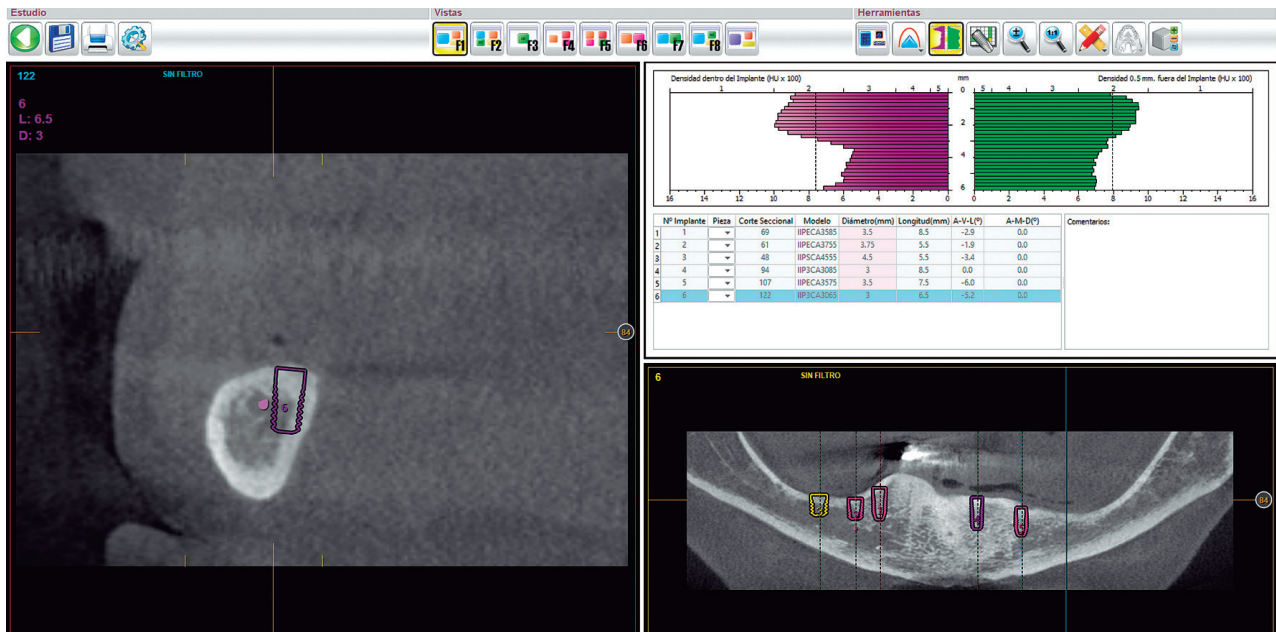 Estudio
Vistas
Herramientas
F1 F2 F3 F4 F5 F6 F7 F8
1:1
122
SIN FILTRO
6
L: 6.5
D: 3
84
6
Densidad dentro del Implante (HU x 100)
mm
Densidad 0.5 mm. fuera del Implante (HU x 100)
1 2 3 4 5
0
5 4 3 2 1
2
4
6
16 14 12 10 8 6 4 2 0
0 2 4 6 8 10 12 14 16
Nº Implante Pieza Corte Seccional Modelo Diámetro(mm) Longitud(mm) A-V-L(º) A-M-D(º)
Comentarios:
1 1 69 IIPECA3585 3.5 8.5 -2.9 0.0
2 2 61 IIPECA3755 3.75 5.5 -1.9 0.0
3 3 48 IIPSCA4555 4.5 5.5 -3.4 0.0
4 4 94 IIP3CA3085 3 8.5 0.0 0.0
5 5 107 IIPECA3575 3.5 7.5 -6.0 0.0
6 6 122 IIP3CA3065 3 6.5 -5.2 0.0
6
SIN FILTRO
84